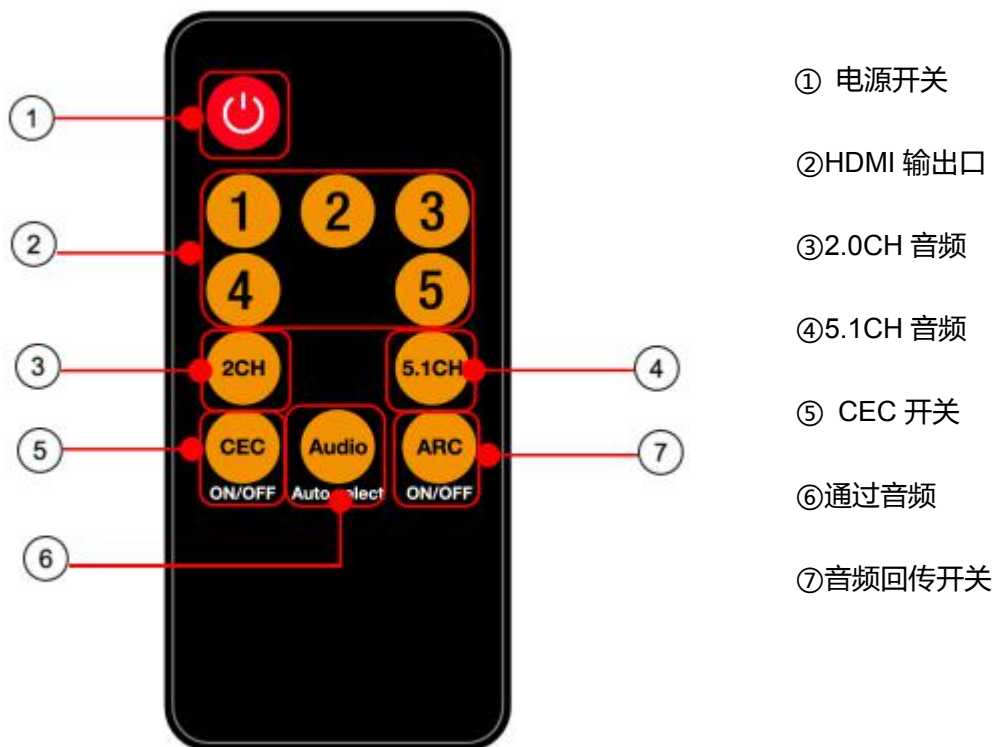 ① 电源开关
②HDMI 输出口
③2.0CH 音频
④5.1CH 音频
⑤ CEC 开关
⑥通过音频
⑦音频回传开关
1
1 2 3
2
4 5
3
2CH 5.1CH
4
5
CEC Audio ARC
7
ON/OFF Auto select ON/OFF
6